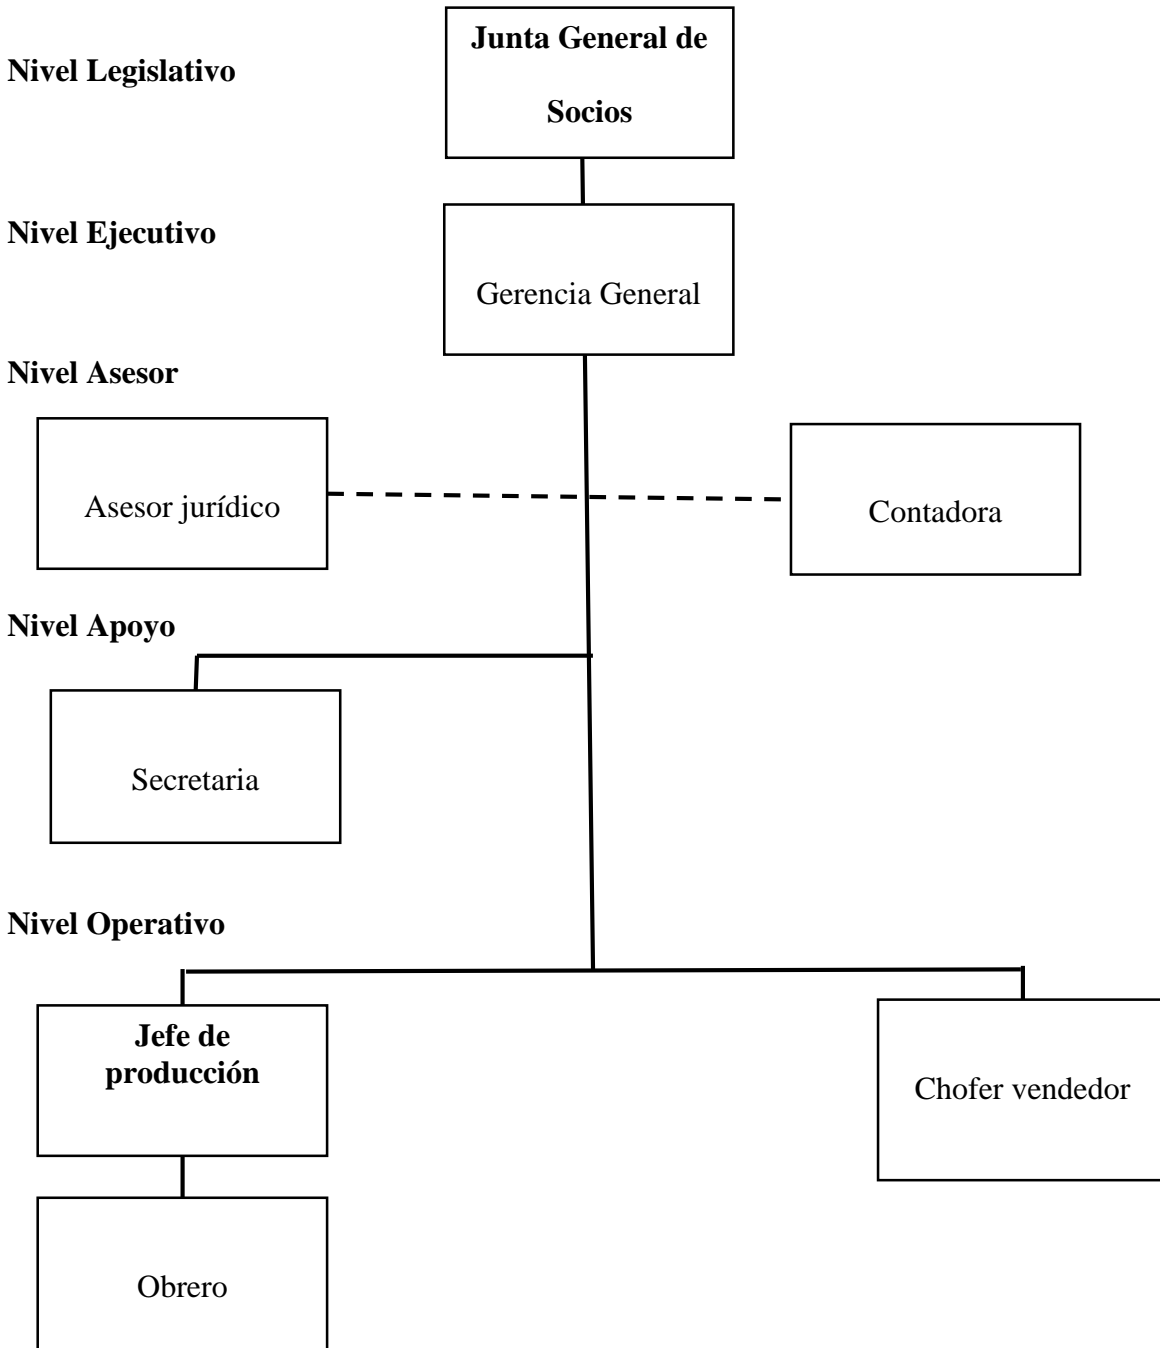 Junta General de
Nivel Legislativo
Socios
Nivel Ejecutivo
Gerencia General
Nivel Asesor
Asesor jurídico
Contadora
Nivel Apoyo
Secretaria
Nivel Operativo
Jefe de
producción
Chofer vendedor
Obrero